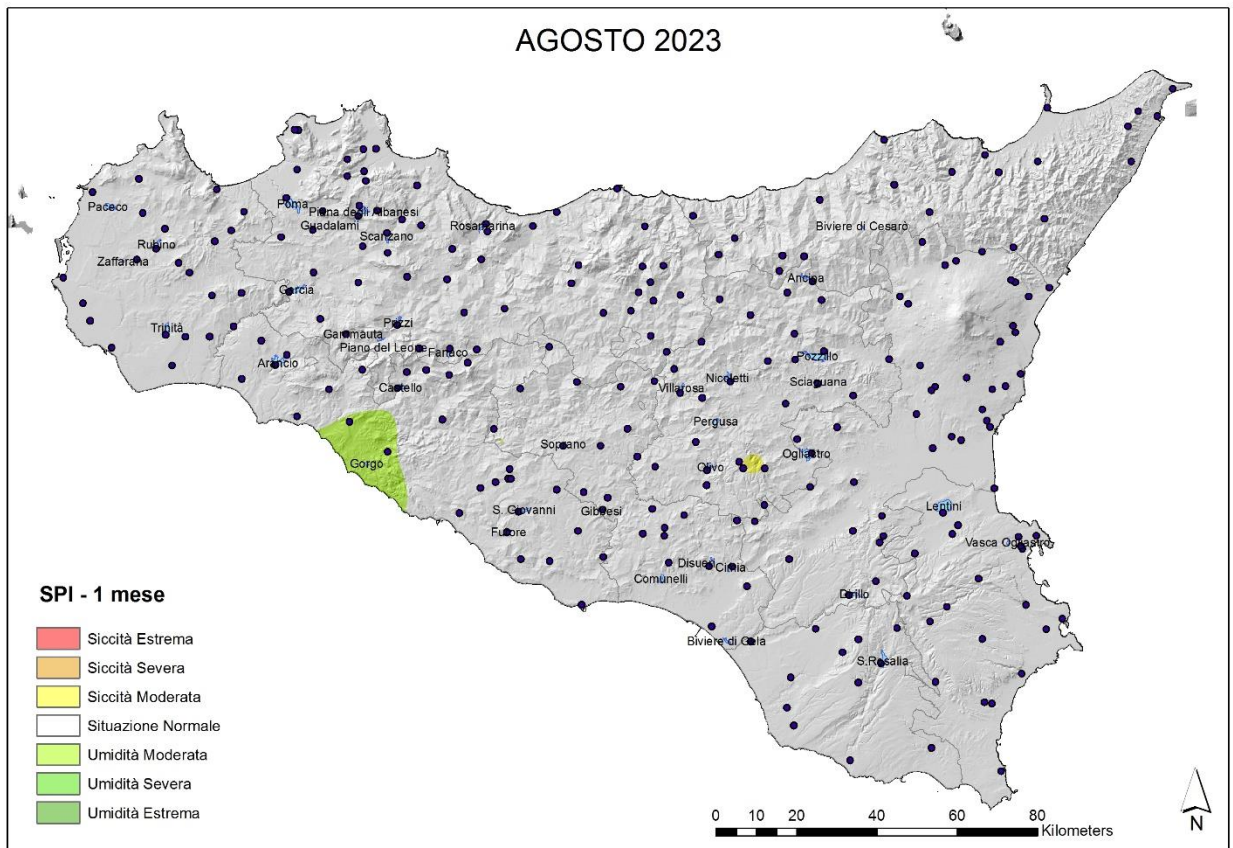 AGOSTO 2023
Paceco
Poma
Piana degli Albanesi
Guadalami
Rosamarina
Scanzano
Biviere di Cesarò
Rubino
Zaffarana
Ancipa
Garcia
Trinità
Prizzi
Gammauta
Piano del Leone
Fanaco
Arancio
Pozzillo
Castello
Nicoletti
Villarosa
Sciaguana
Pergusa
Soprano
Gorgo
Olivo
Ogliastro
S. Giovanni
Gibbesi
Lentini
Furore
Vasca Ogliastro
Disueri
Cimia
Comunelli
Dirillo
Biviere di Gela
S.Rosalia
SPI - 1 mese
Siccità Estrema
Siccità Severa
Siccità Moderata
Situazione Normale
Umidità Moderata
Umidità Severa
Umidità Estrema
0 10 20 40 60 80
Kilometers
N